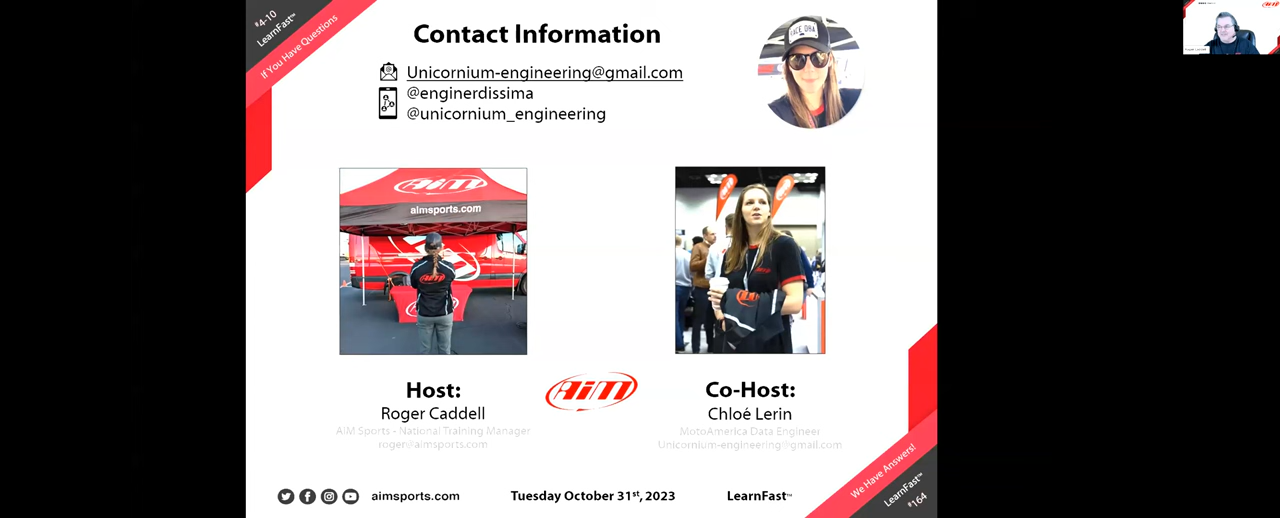 #4-10
LearnFast™
If You Have Questions
Contact Information
Unicornium-engineering@gmail.com
@enginerdissima
@unicornium_engineering
AiM
aimsports.com
AiM
AiM
Host:
Roger Caddell
AiM Sports - National Training Manager
roger@aimsports.com
AiM
Co-Host:
Chloé Lerin
MotoAmerica Data Engineer
Unicornium-engineering@gmail.com
aimsports.com
Tuesday October 31st, 2023
LearnFast™
We Have Answers!
LearnFast™
#164